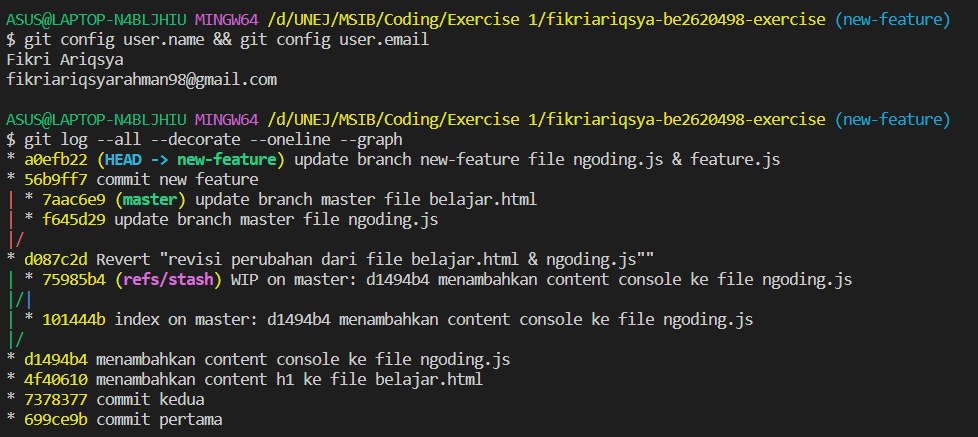 ASUS@LAPTOP-N4BLJHIU MINGW64 /d/UNEJ/MSIB/Coding/Exercise 1/fikriariqsya-be2620498-exercise (new-feature)
$ git config user.name && git config user.email
Fikri Ariqsya
fikriariqsyarahman98@gmail.com
ASUS@LAPTOP-N4BLJHIU MINGW64 /d/UNEJ/MSIB/Coding/Exercise 1/fikriariqsya-be2620498-exercise (new-feature)
$ git log --all --decorate --oneline --graph
* a0efb22 (HEAD -> new-feature) update branch new-feature file ngoding.js & feature.js
* 56b9ff7 commit new feature
| * 7aac6e9 (master) update branch master file belajar.html
| * f645d29 update branch master file ngoding.js
|/
* d087c2d Revert "revisi perubahan dari file belajar.html & ngoding.js""
| * 75985b4 (refs/stash) WIP on master: d1494b4 menambahkan content console ke file ngoding.js
|/|
| * 101444b index on master: d1494b4 menambahkan content console ke file ngoding.js
|/
* d1494b4 menambahkan content console ke file ngoding.js
* 4f40610 menambahkan content h1 ke file belajar.html
* 7378377 commit kedua
* 699ce9b commit pertama